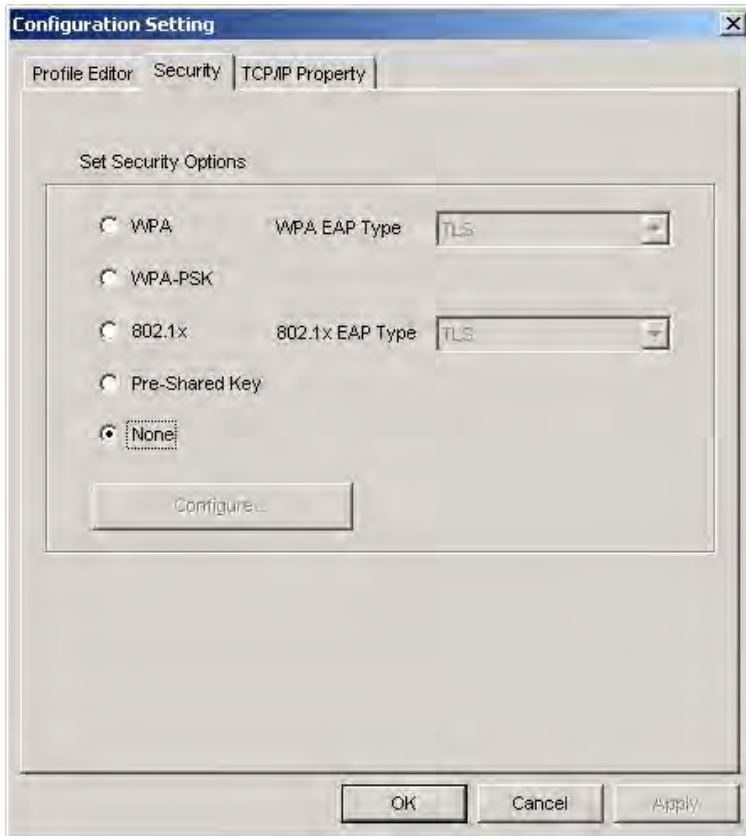 Configuration Setting
Profile Editor Security TCP/IP Property
Set Security Options
WPA WPA EAP Type TLS
WPA-PSK
802.1x 802.1x EAP Type TLS
Pre-Shared Key
None
Configure...
OK Cancel Apply